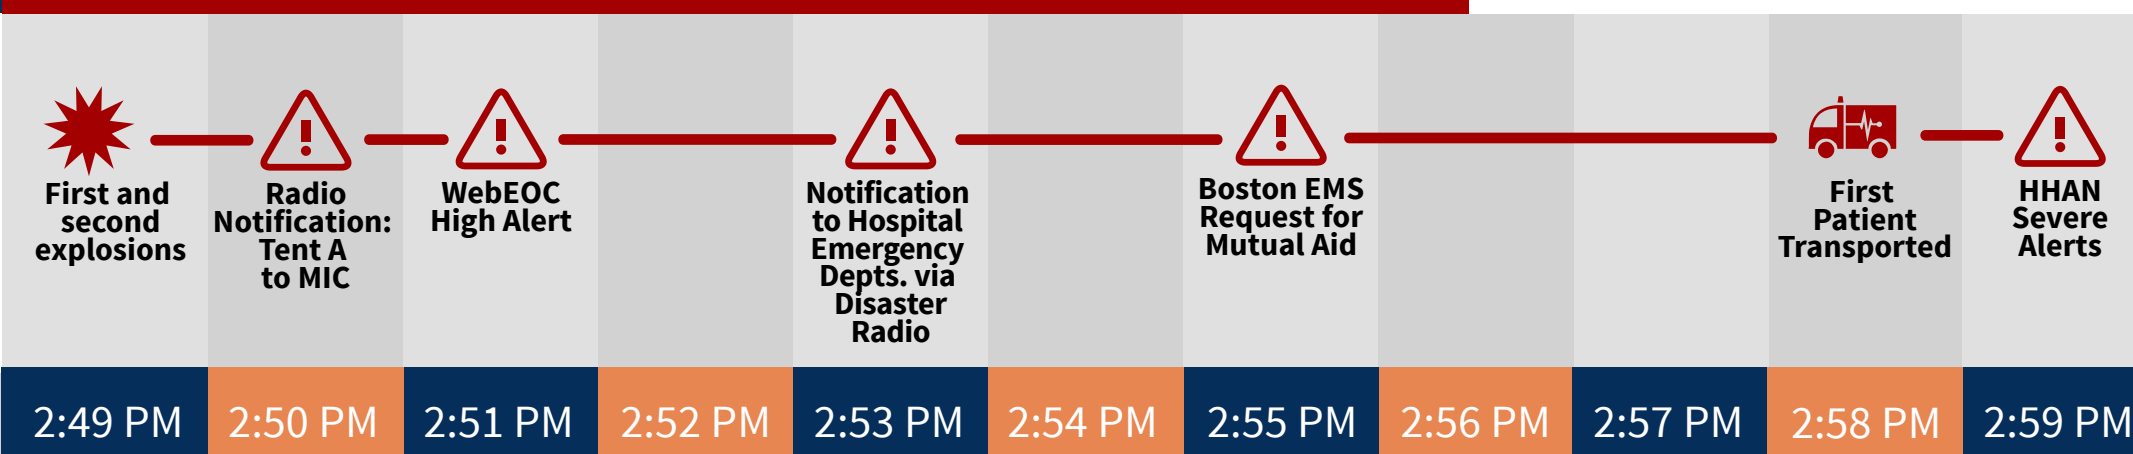 First and
second
explosions
Radio
Notification:
Tent A
to MIC
WebEOC
High Alert
Notification
to Hospital
Emergency
Depts. via
Disaster
Radio
Boston EMS
Request for
Mutual Aid
First
Patient
Transported
HHAN
Severe
Alerts
2:49 PM
2:50 PM
2:51 PM
2:52 PM
2:53 PM
2:54 PM
2:55 PM
2:56 PM
2:57 PM
2:58 PM
2:59 PM